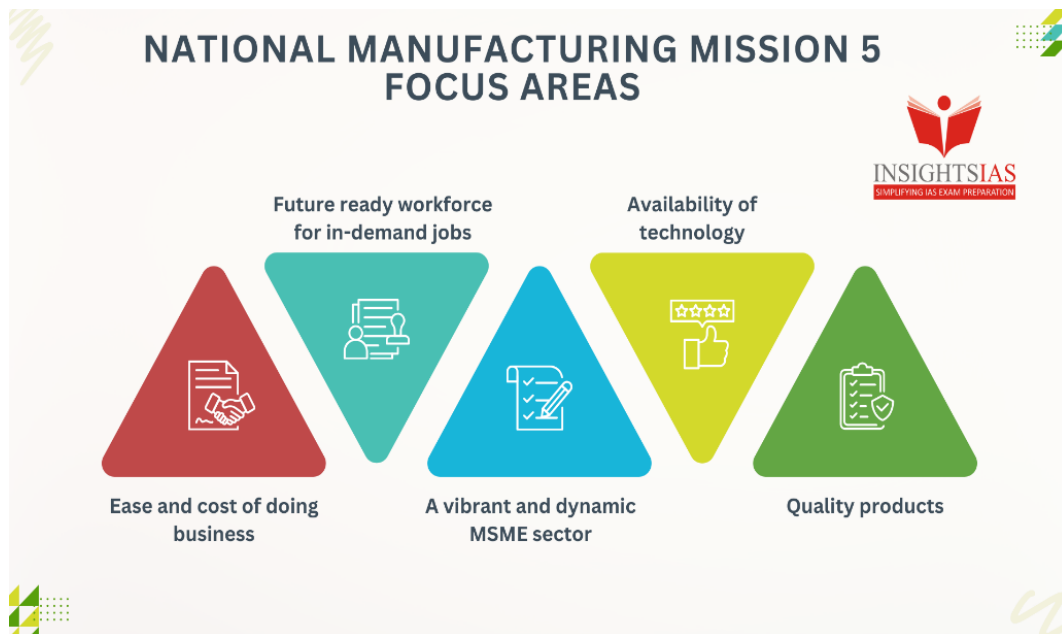 NATIONAL MANUFACTURING MISSION 5
FOCUS AREAS
INSIGHTSIAS
SIMPLIFYING IAS EXAM PREPARATION
Future ready workforce
for in-demand jobs
Availability of
technology
Ease and cost of doing
business
A vibrant and dynamic
MSME sector
Quality products